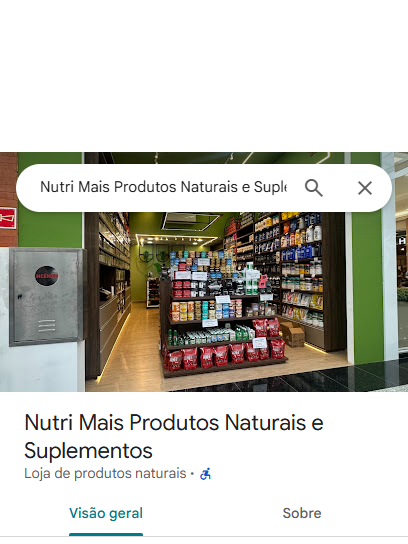 Nutri Mais Produtos Naturais e Suple
Nutri Mais Produtos Naturais e
Suplementos
Loja de produtos naturais ·
Visão geral
Sobre